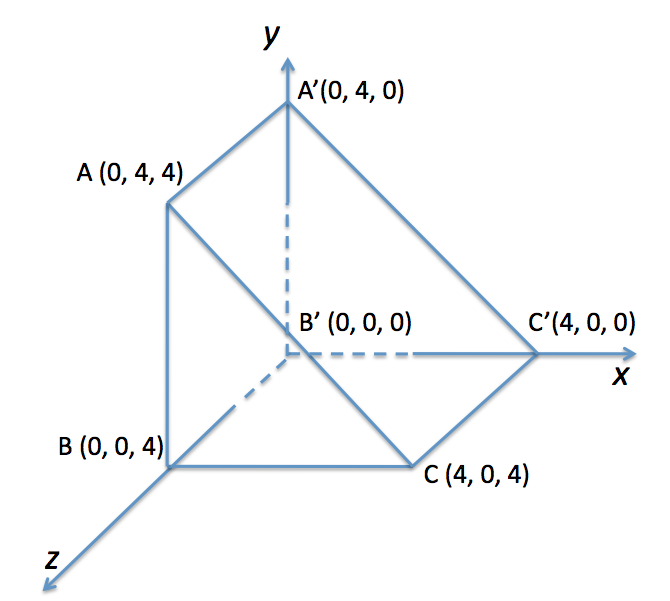 y
A’(0, 4, 0)
A (0, 4, 4)
B’ (0, 0, 0)
C’(4, 0, 0)
x
B (0, 0, 4)
C (4, 0, 4)
z